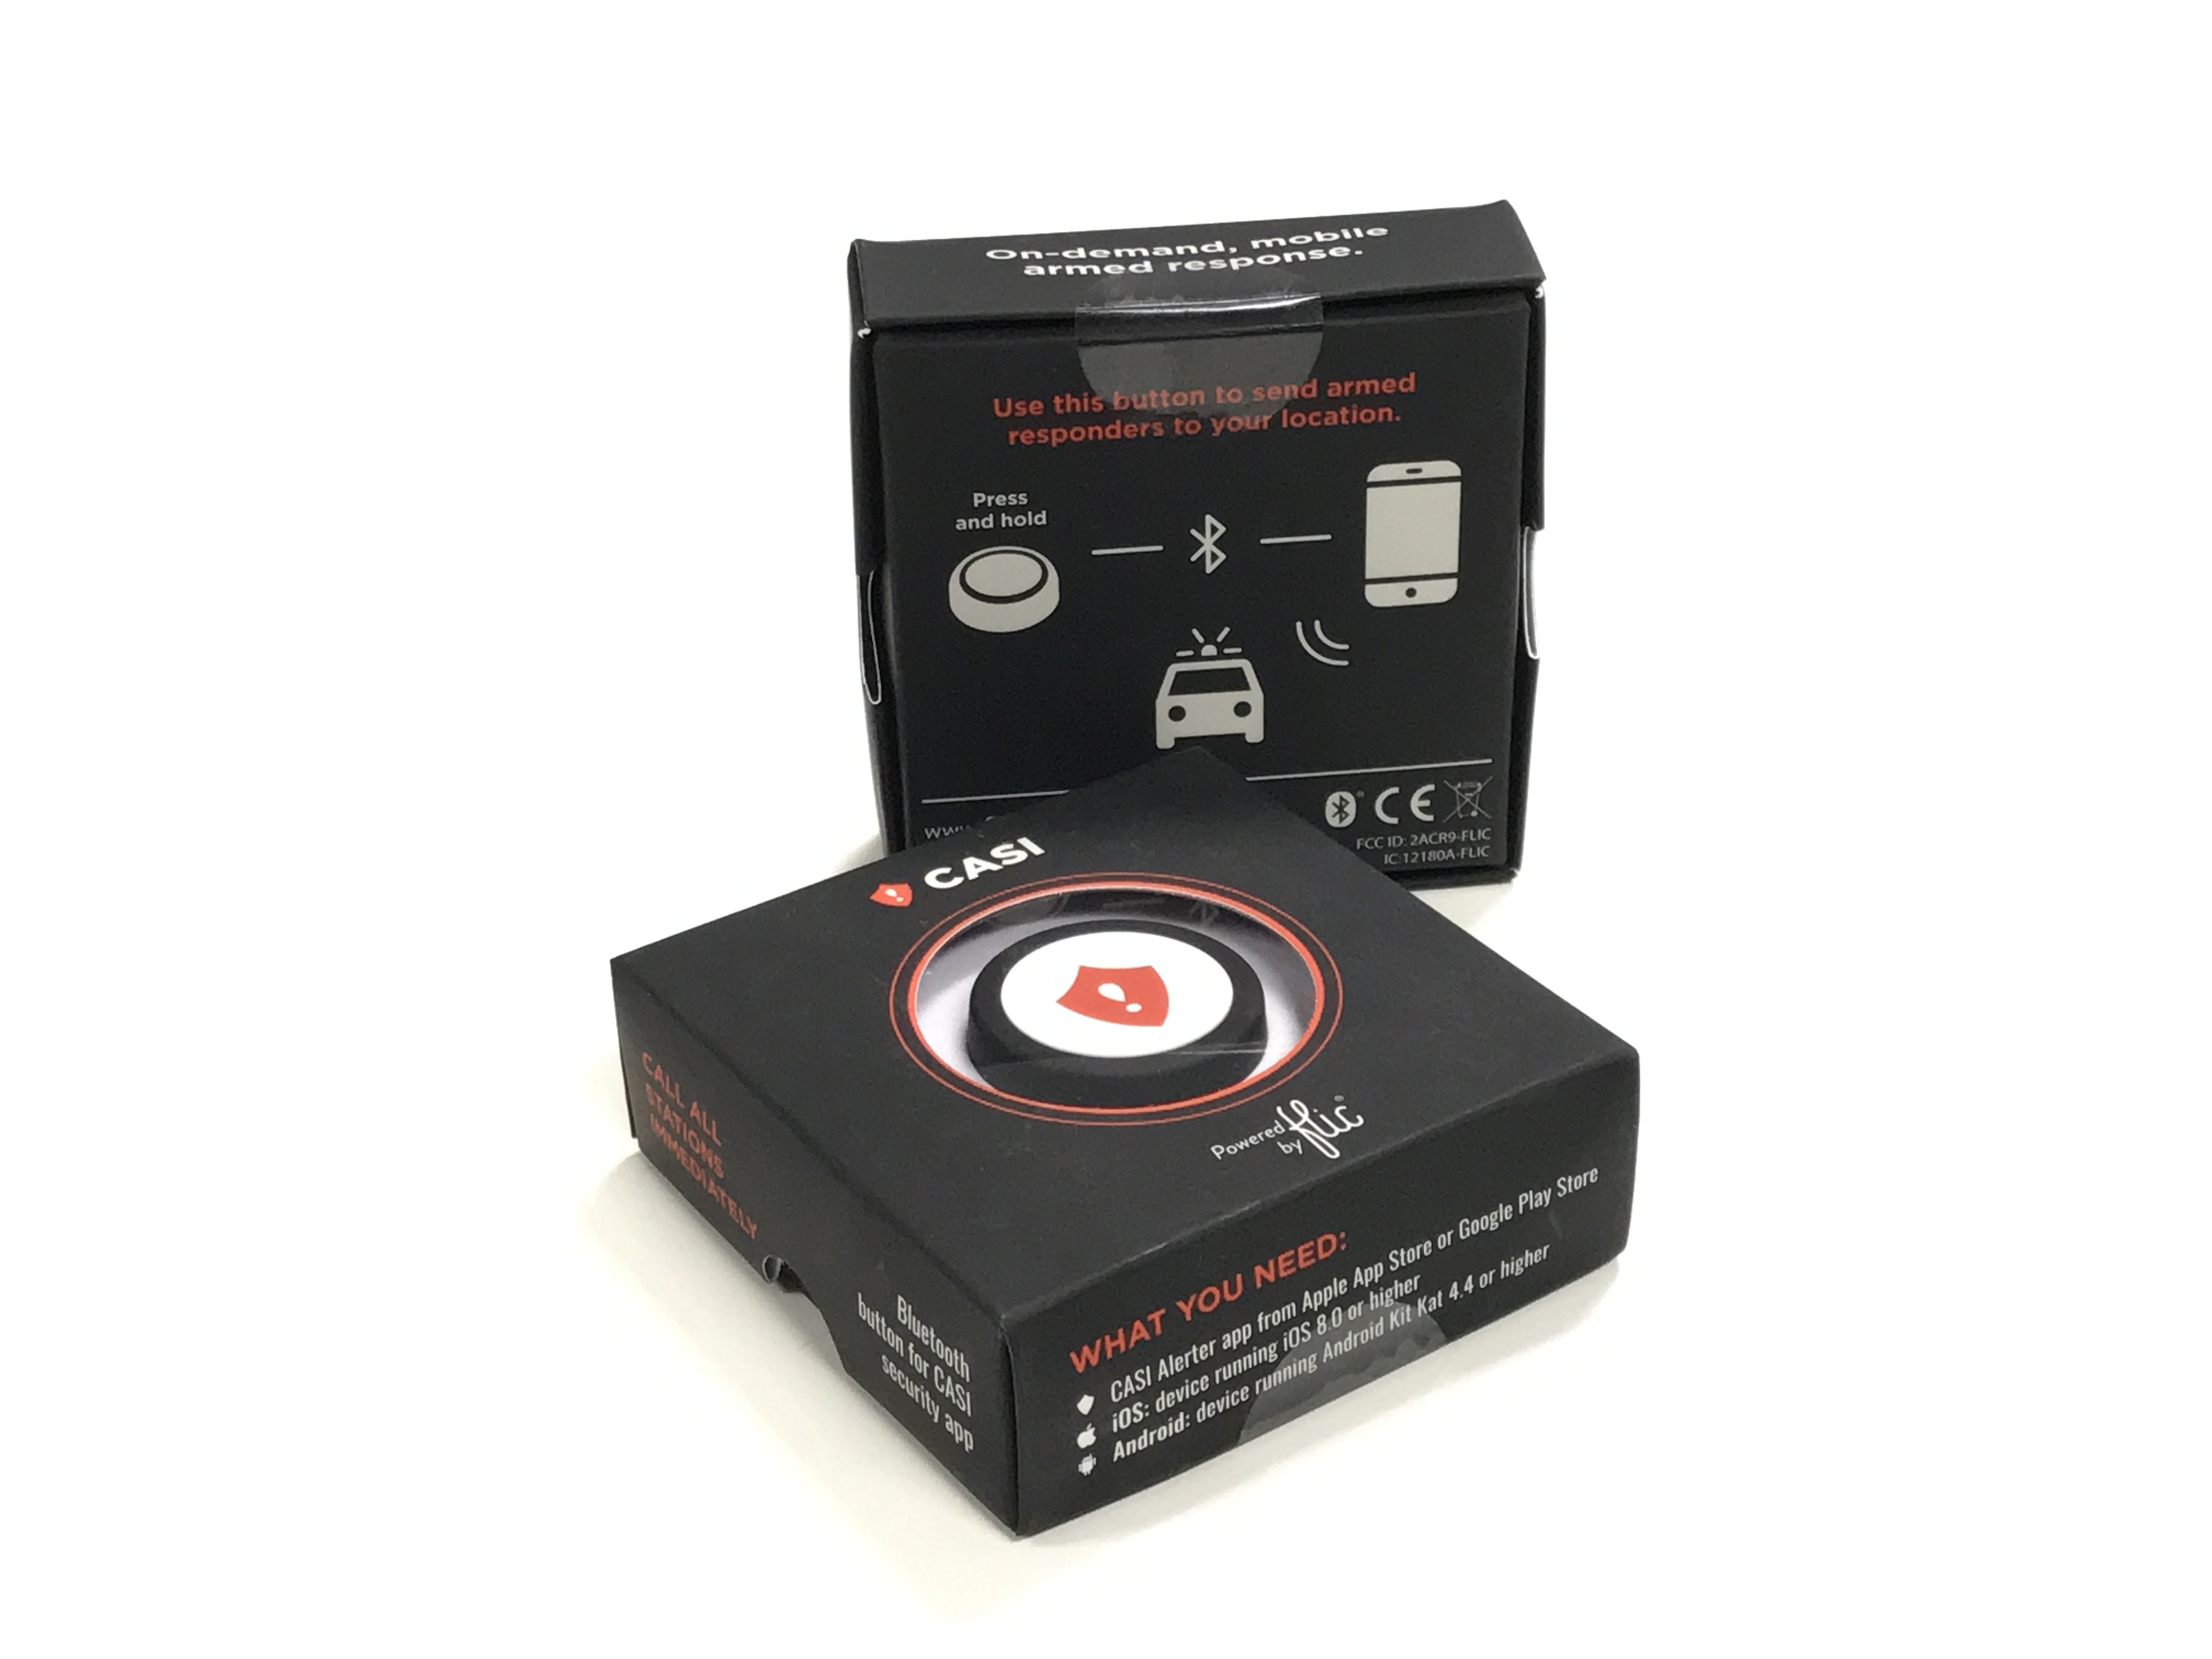 On-demand, mobile
armed response.
Use this button to send armed
responders to your location.
Press
and hold
CE
FCC ID: 2ACR9-FLIC
IC:12180A-FLIC
CASI
Powered
by flic
CALL ALL
STATIONS
IMMEDIATELY
Bluetooth
button for CASI
security app
WHAT YOU NEED:
CASI Alerter app from Apple App Store or Google Play Store
iOS: device running iOS 8.0 or higher
Android: device running Android Kit Kat 4.4 or higher